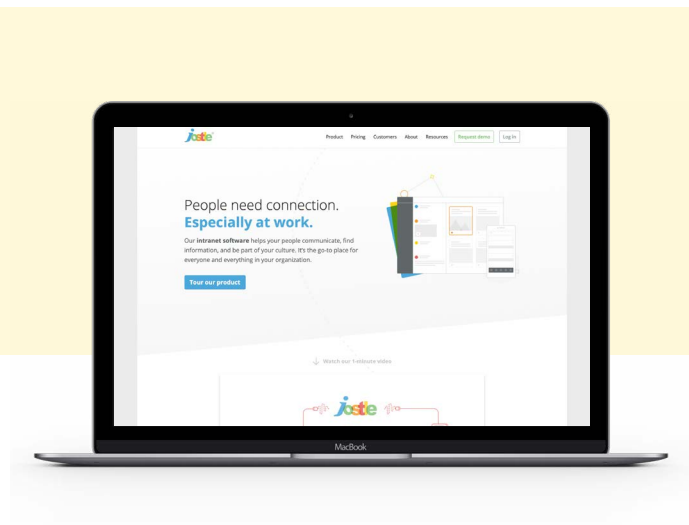 jostle
Product Pricing Customers About Resources Request demo Log In
People need connection.
Especially at work.
Our intranet software helps your people communicate, find
information, and be part of your culture. It's the go-to place for
everyone and everything in your organization.
Tour our product
Watch our 1-minute video
jostle
MacBook